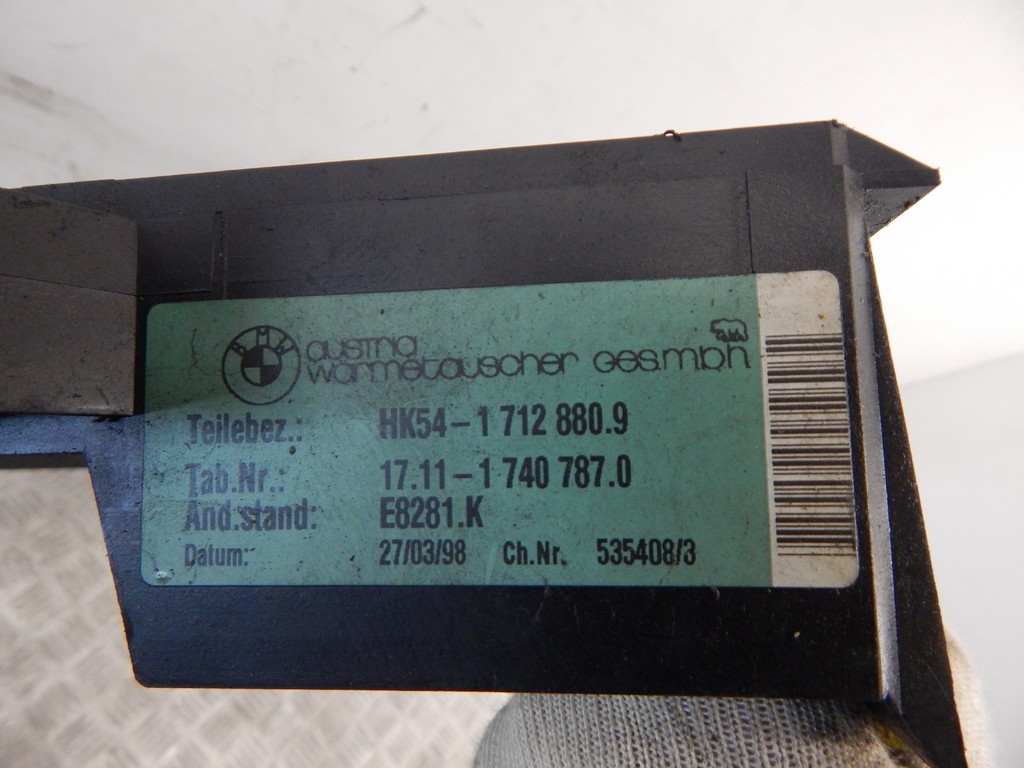 BMW
austria
wärmetauscher Ges.m.b.h
Teilebez.: HK54-1 712 880.9
Tab.Nr.: 17.11-1 740 787.0
Änd.stand: E8281.K
Datum: 27/03/98 Ch.Nr. 535408/3